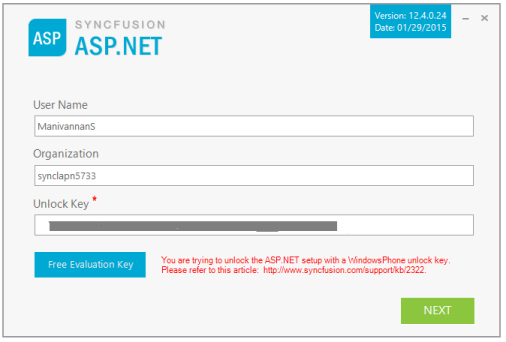 SYNCFUSION
ASP ASP.NET
Version: 12.4.0.24
Date: 01/29/2015
User Name
ManivannanS
Organization
synclapn5733
Unlock Key *
Free Evaluation Key
You are trying to unlock the ASP.NET setup with a WindowsPhone unlock key.
Please refer to this article: http://www.syncfusion.com/support/kb/2322.
NEXT